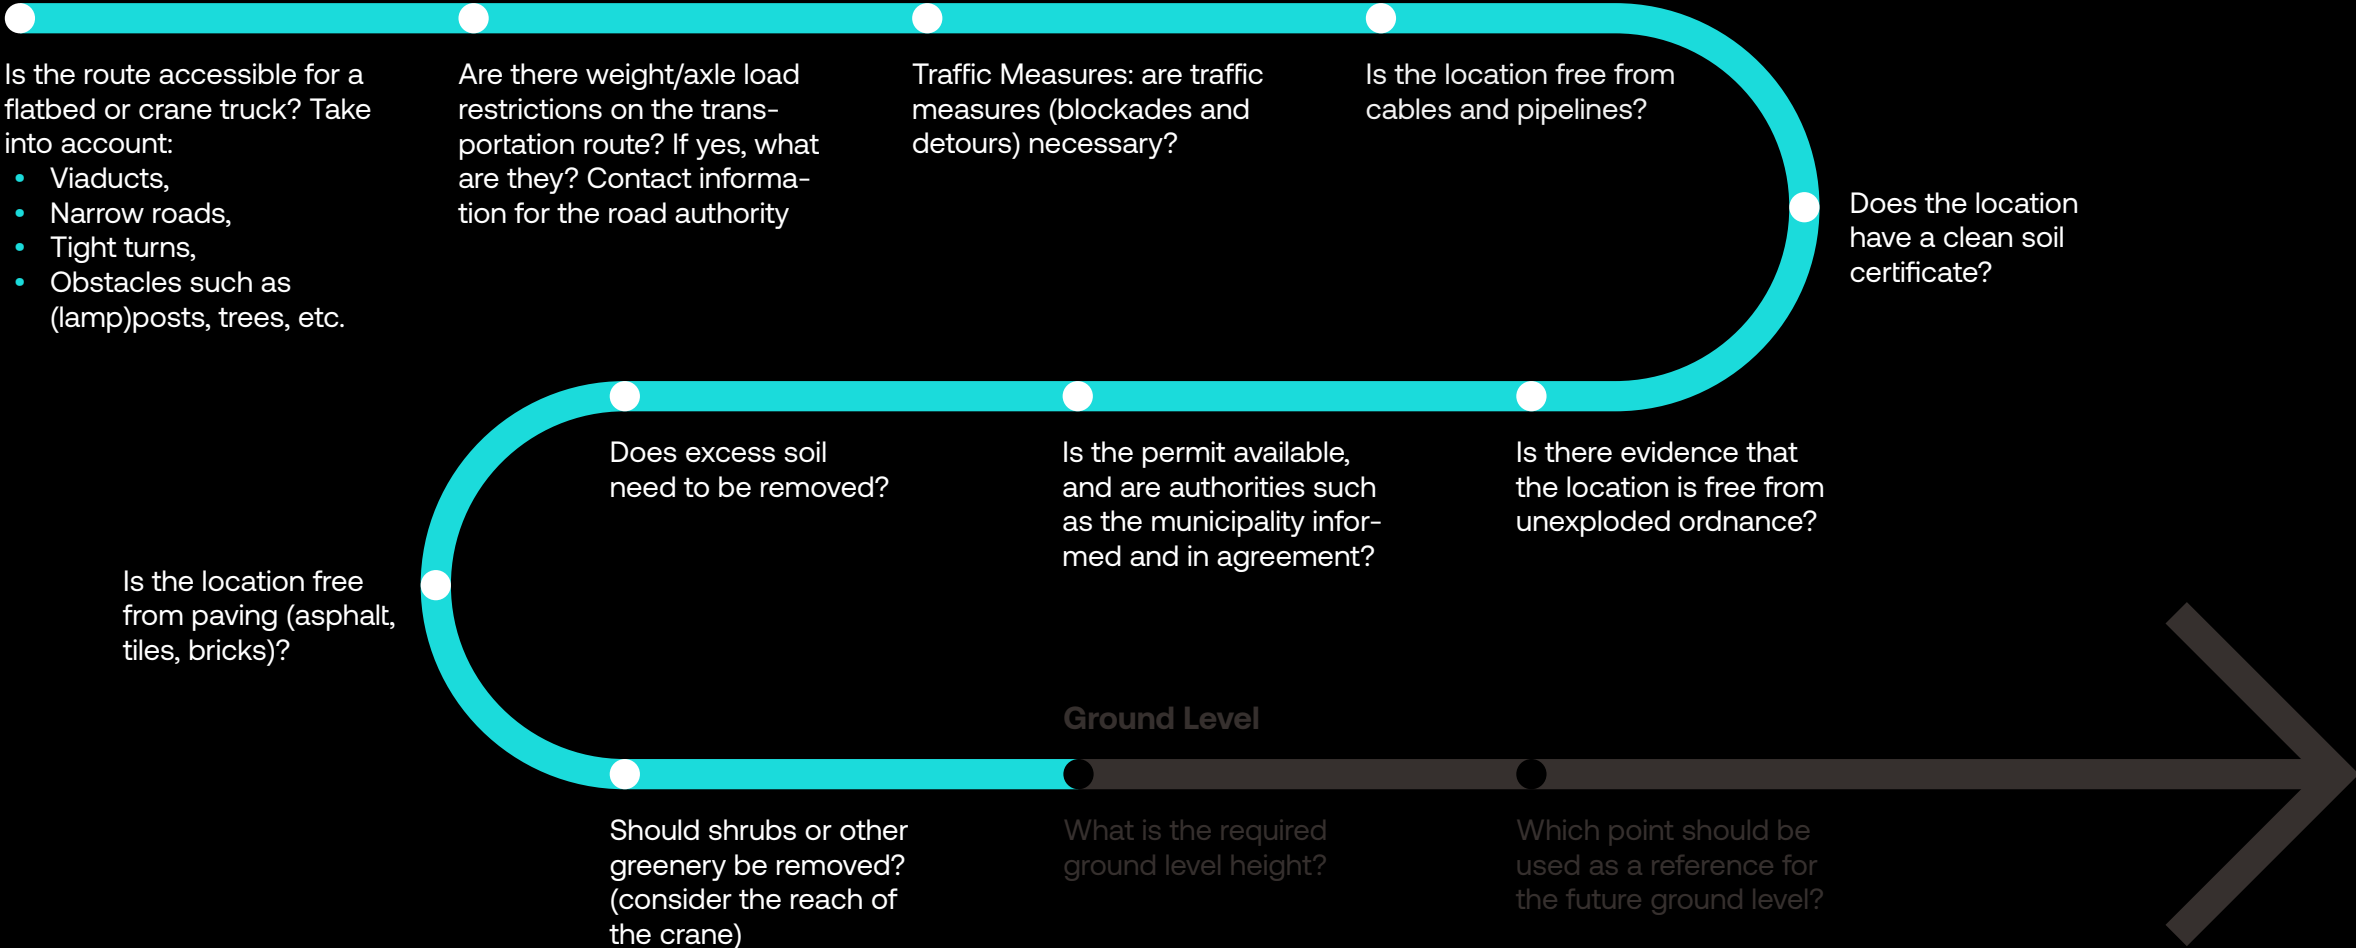 Is the route accessible for a
flatbed or crane truck? Take
into account:
• Viaducts,
• Narrow roads,
• Tight turns,
• Obstacles such as
(lamp)posts, trees, etc.
Are there weight/axle load
restrictions on the trans-
portation route? If yes, what
are they? Contact informa-
tion for the road authority
Traffic Measures: are traffic
measures (blockades and
detours) necessary?
Is the location free from
cables and pipelines?
Does the location
have a clean soil
certificate?
Is there evidence that
the location is free from
unexploded ordnance?
Is the permit available,
and are authorities such
as the municipality infor-
med and in agreement?
Does excess soil
need to be removed?
Is the location free
from paving (asphalt,
tiles, bricks)?
Should shrubs or other
greenery be removed?
(consider the reach of
the crane)
Ground Level
What is the required
ground level height?
Which point should be
used as a reference for
the future ground level?